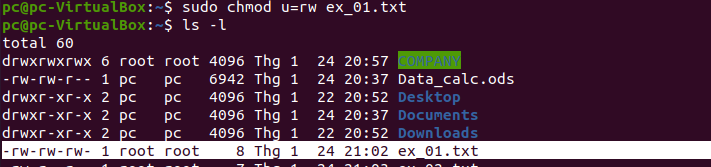 pc@pc-VirtualBox:~$ sudo chmod u=rw ex_01.txt
pc@pc-VirtualBox:~$ ls -l
total 60
drwxrwxrwx 6 root root 4096 Thg 1  24 20:57 COMPANY
-rw-rw-r-- 1 pc   pc   6942 Thg 1  24 20:37 Data_calc.ods
drwxr-xr-x 2 pc   pc   4096 Thg 1  22 20:52 Desktop
drwxr-xr-x 2 pc   pc   4096 Thg 1  24 20:37 Documents
drwxr-xr-x 2 pc   pc   4096 Thg 1  22 20:52 Downloads
-rw-rw-rw- 1 root root    8 Thg 1  24 21:02 ex_01.txt